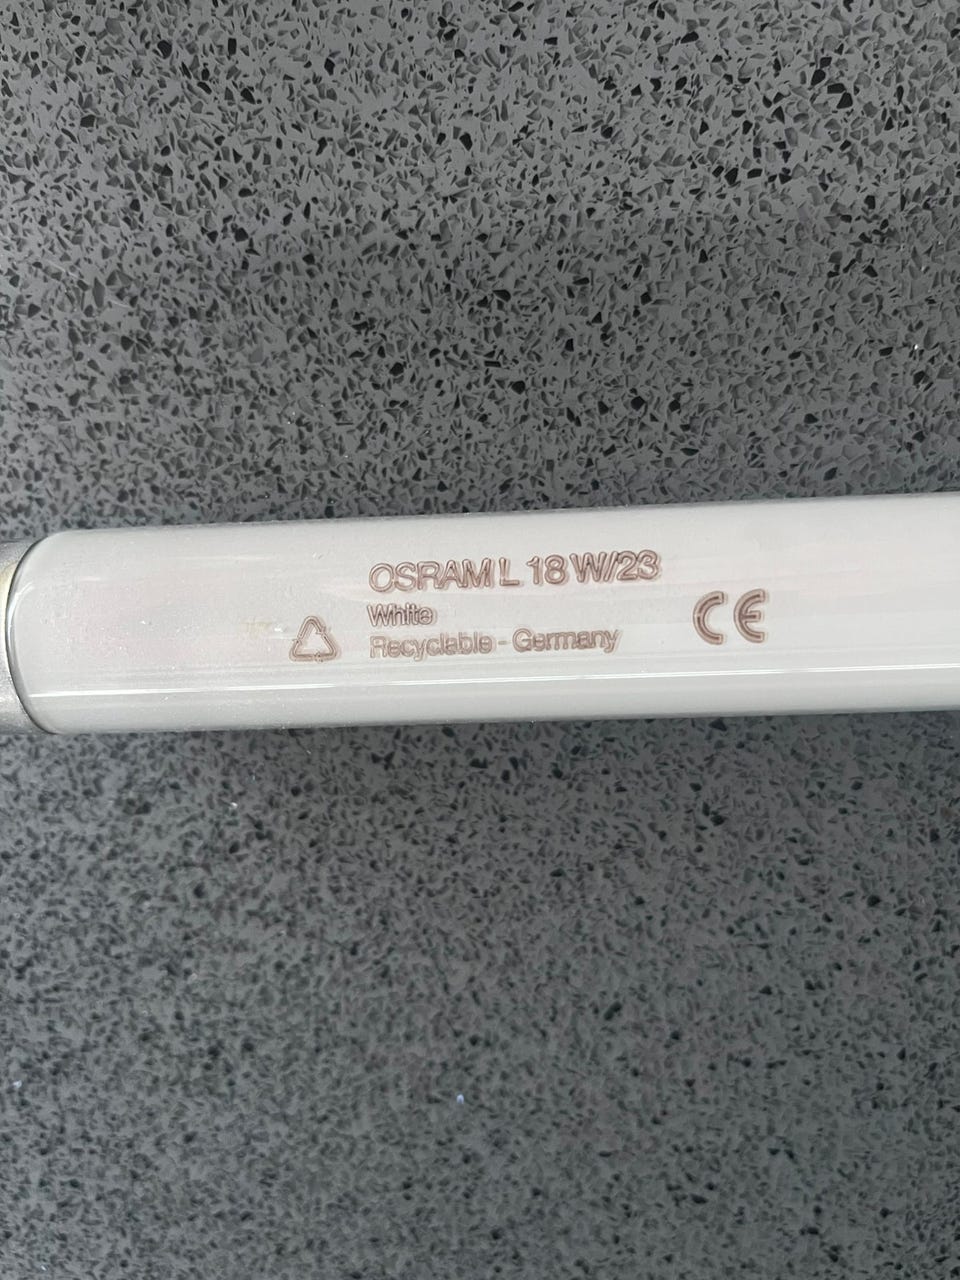 OSRAM L 18 W/23
White
Recyclable - Germany
CE